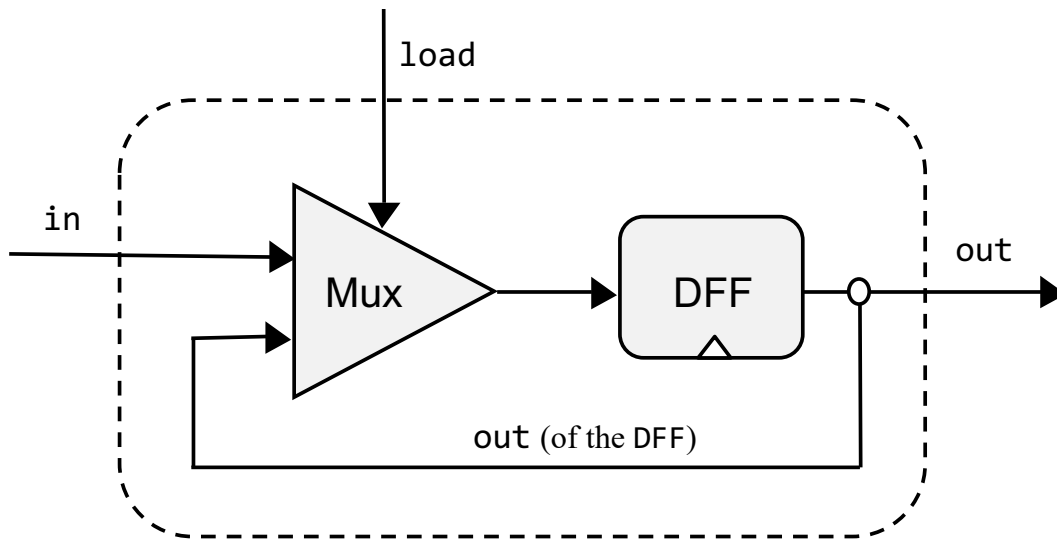 load
in
out
Mux
DFF
out (of the DFF)